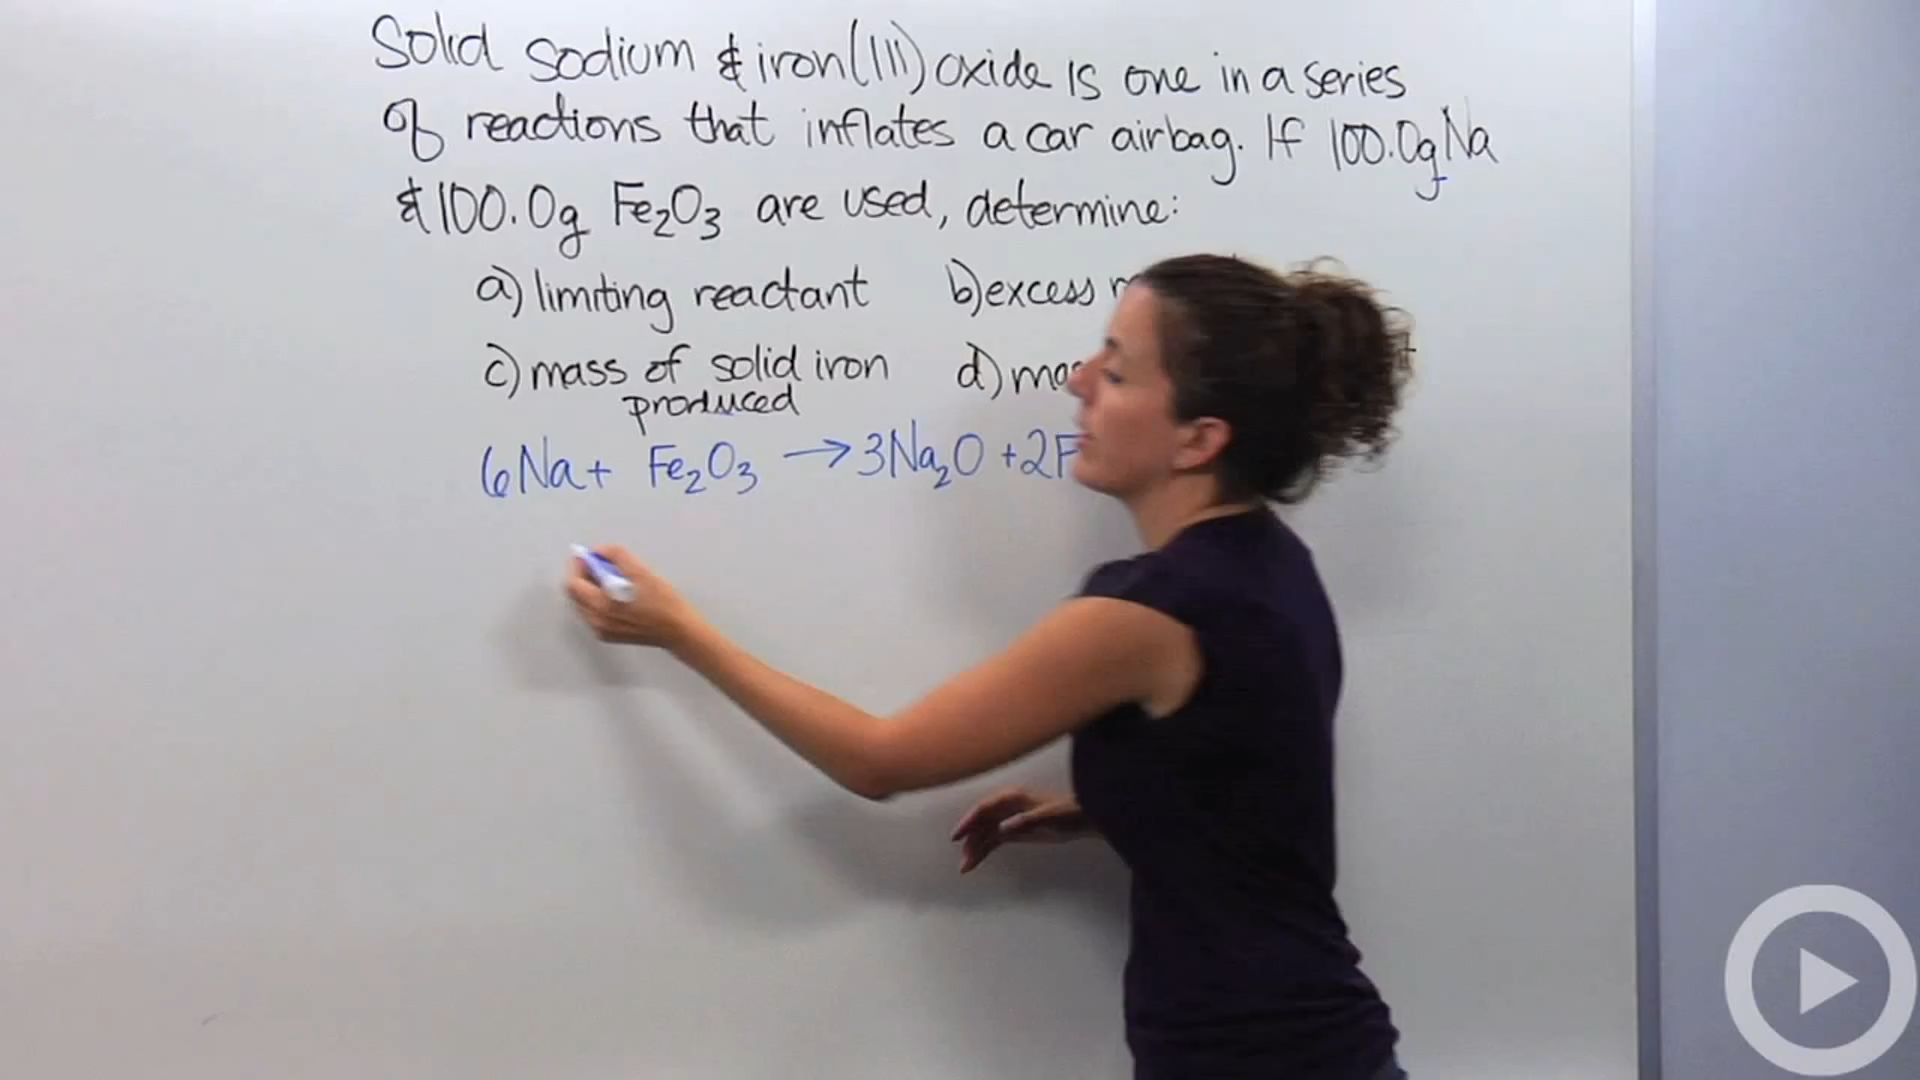 Solid sodium & iron(III) oxide is one in a series
of reactions that inflates a car airbag. If 100.0g Na
& 100.0g Fe₂O₃ are used, determine:
a) limiting reactant b) excess
c) mass of solid iron d)
produced
6Na + Fe₂O₃ → 3Na₂O + 2F